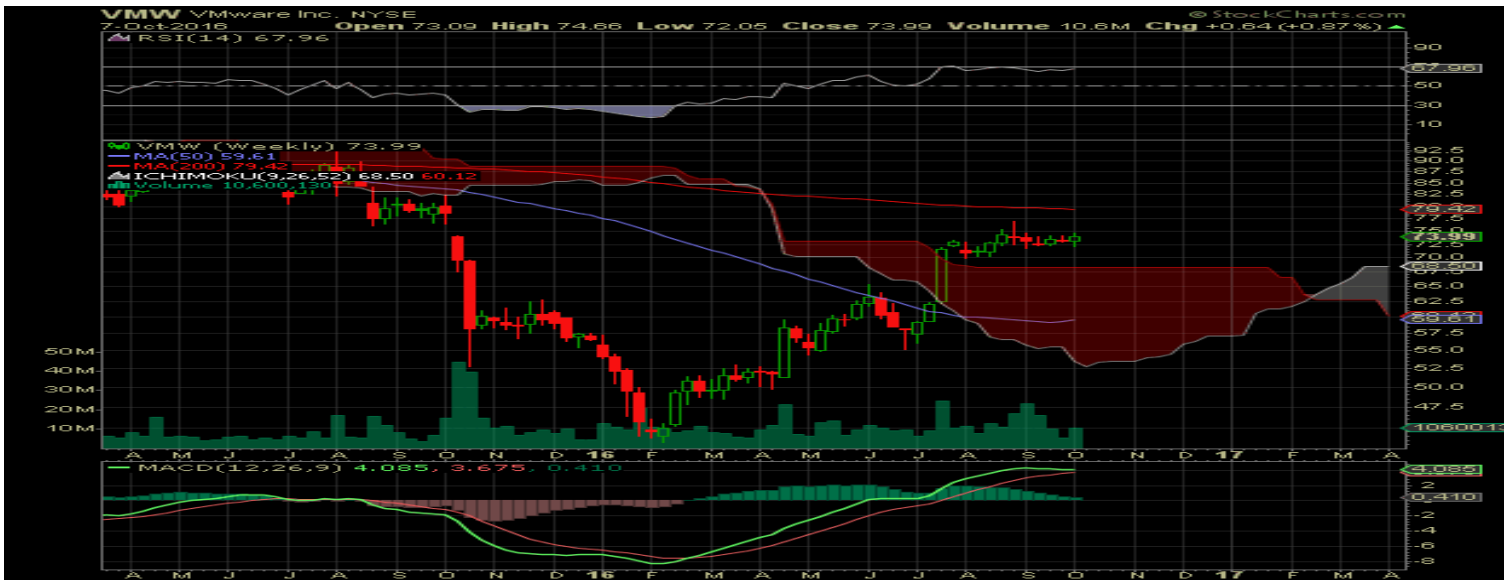 VMW VMware Inc. NYSE © StockCharts.com
7-Oct-2016 Open 73.09 High 74.66 Low 72.05 Close 73.99 Volume 10.6M Chg +0.64 (+0.87%)
RSI(14) 67.96
90
67.96
50
30
10
VMW (Weekly) 73.99
MA(50) 59.61
MA(200) 79.42
ICHIMOKU(9,26,52) 68.50 60.12
Volume 10,600,130
92.5
90.0
87.5
85.0
82.5
79.42
77.5
73.99
72.5
70.0
68.50
67.5
65.0
62.5
59.61
57.5
55.0
52.5
50.0
47.5
50M
40M
30M
20M
10M
1060013
A M J J A S O N D 16 F M A M J J A S O N D 17 F M A
MACD(12,26,9) 4.085, 3.675, 0.410
4.085
2
0.410
-2
-4
-6
-8
A M J J A S O N D 16 F M A M J J A S O N D 17 F M A